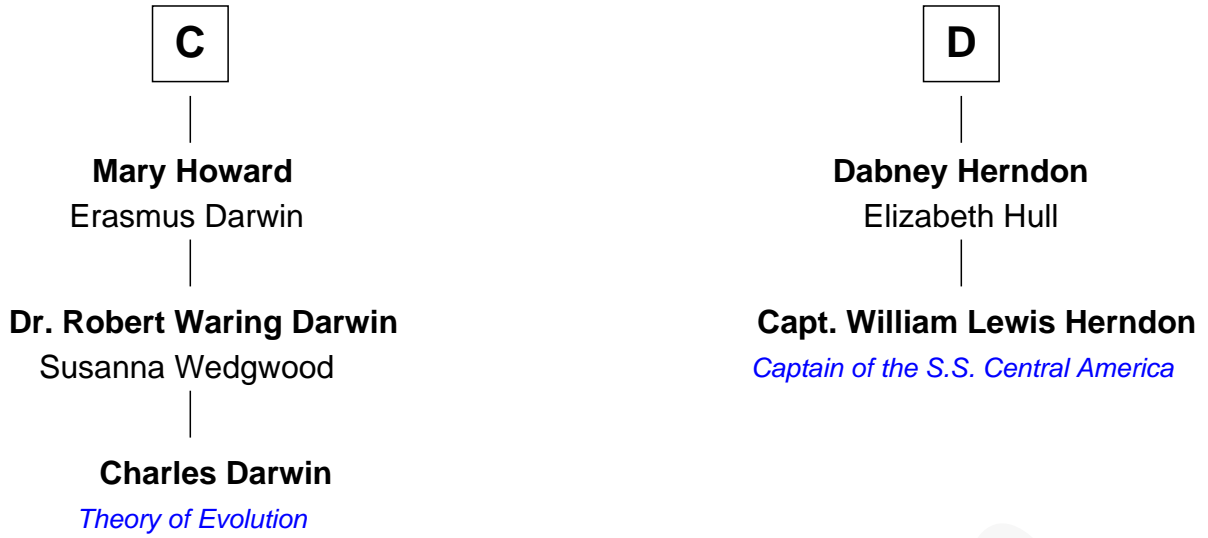 C
Mary Howard
Erasmus Darwin
Dr. Robert Waring Darwin
Susanna Wedgwood
Charles Darwin
Theory of Evolution
D
Dabney Herndon
Elizabeth Hull
Capt. William Lewis Herndon
Captain of the S.S. Central America